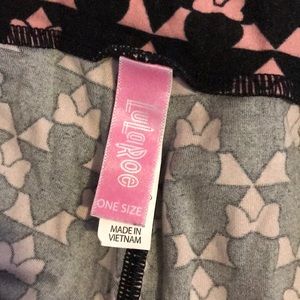 LuLaRoe
ONE SIZE
MADE IN
VIETNAM